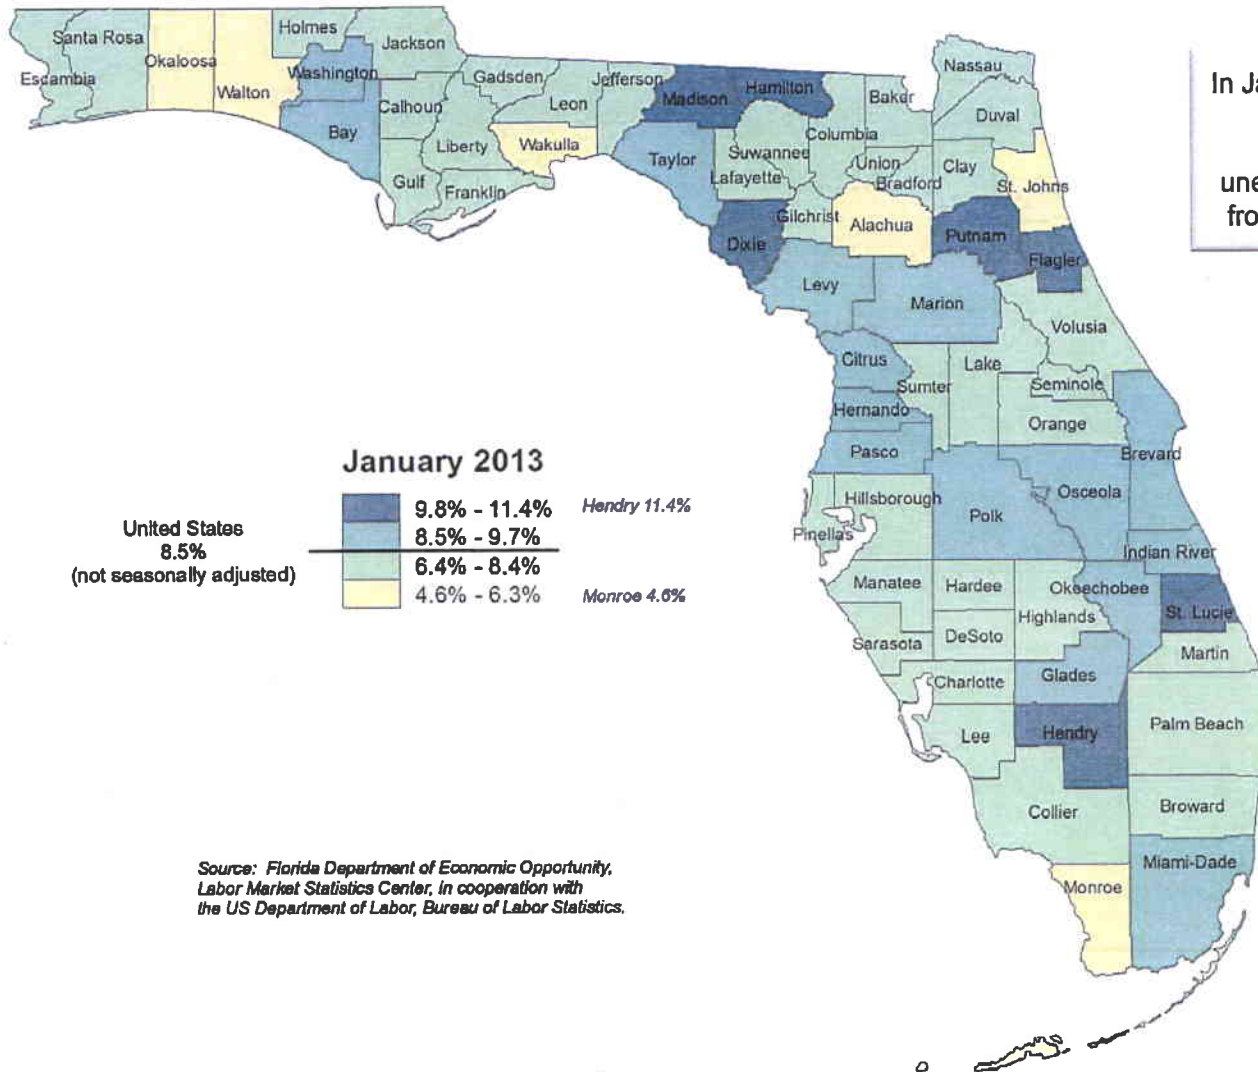 Holmes
Santa Rosa
Jackson
Okaloosa
Escambia
Washington
Walton
Gadsden
Jefferson
Calhoun
Leon
Madison
Hamilton
Nassau
Baker
Duval
Bay
Liberty
Wakulla
Taylor
Suwannee
Columbia
Lafayette
Union
Bradford
Clay
St. Johns
Gulf
Franklin
Gilchrist
Alachua
Dixie
Putnam
Flagler
Levy
Marion
Volusia
Citrus
Lake
Sumter
Seminole
Hernando
Orange
Pasco
Brevard
Hillsborough
Osceola
Polk
Pinellas
Indian River
Manatee
Hardee
Okeechobee
Highlands
St. Lucie
Sarasota
DeSoto
Martin
Charlotte
Glades
Lee
Hendry
Palm Beach
Collier
Broward
Miami-Dade
Monroe
In Ja
une
fro
January 2013
9.8% - 11.4% Hendry 11.4%
8.5% - 9.7%
6.4% - 8.4%
4.6% - 6.3% Monroe 4.6%
United States
8.5%
(not seasonally adjusted)
Source: Florida Department of Economic Opportunity,
Labor Market Statistics Center, in cooperation with
the US Department of Labor, Bureau of Labor Statistics.